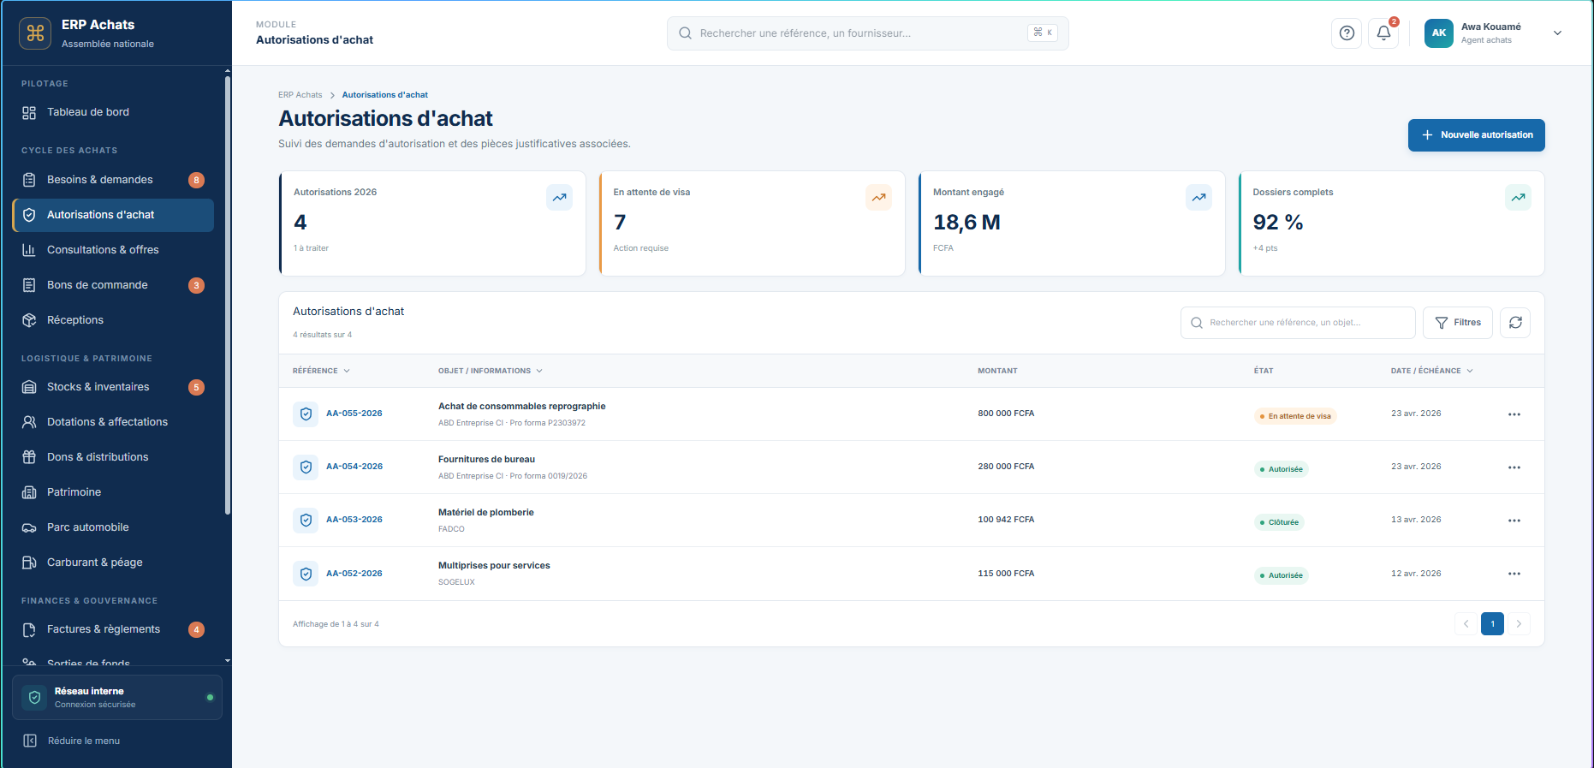 ERP Achats
Assemblée nationale
PILOTAGE
Tableau de bord
CYCLE DES ACHATS
Besoins & demandes 8
Autorisations d'achat
Consultations & offres
Bons de commande 3
Réceptions
LOGISTIQUE & PATRIMOINE
Stocks & inventaires 5
Dotations & affectations
Dons & distributions
Patrimoine
Parc automobile
Carburant & péage
FINANCES & GOUVERNANCE
Factures & règlements 4
Sorties de fonds
Réseau interne
Connexion sécurisée
Réduire le menu
MODULE
Autorisations d'achat
Rechercher une référence, un fournisseur... ⌘ K
2
AK
Awa Kouamé
Agent achats
ERP Achats > Autorisations d'achat
Autorisations d'achat
Suivi des demandes d'autorisation et des pièces justificatives associées.
+ Nouvelle autorisation
Autorisations 2026
4
1 à traiter
En attente de visa
7
Action requise
Montant engagé
18,6 M
FCFA
Dossiers complets
92 %
+4 pts
Autorisations d'achat
4 résultats sur 4
Rechercher une référence, un objet...
Filtres
RÉFÉRENCE OBJET / INFORMATIONS MONTANT ÉTAT DATE / ÉCHÉANCE
AA-055-2026 Achat de consommables reprographie 800 000 FCFA En attente de visa 23 avr. 2026
ABD Entreprise CI · Pro forma P2303972
AA-054-2026 Fournitures de bureau 280 000 FCFA Autorisée 23 avr. 2026
ABD Entreprise CI · Pro forma 0019/2026
AA-053-2026 Matériel de plomberie 100 942 FCFA Clôturée 13 avr. 2026
FADCO
AA-052-2026 Multiprises pour services 115 000 FCFA Autorisée 12 avr. 2026
SOGELUX
Affichage de 1 à 4 sur 4
1